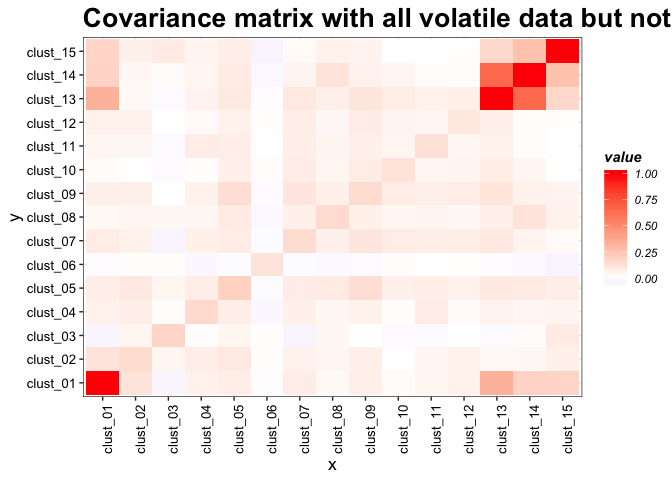 Covariance matrix with all volatile data but not
clust_15
clust_14
clust_13
clust_12
clust_11
clust_10
clust_09
clust_08
clust_07
clust_06
clust_05
clust_04
clust_03
clust_02
clust_01
y
clust_01
clust_02
clust_03
clust_04
clust_05
clust_06
clust_07
clust_08
clust_09
clust_10
clust_11
clust_12
clust_13
clust_14
clust_15
x
value
1.00
0.75
0.50
0.25
0.00